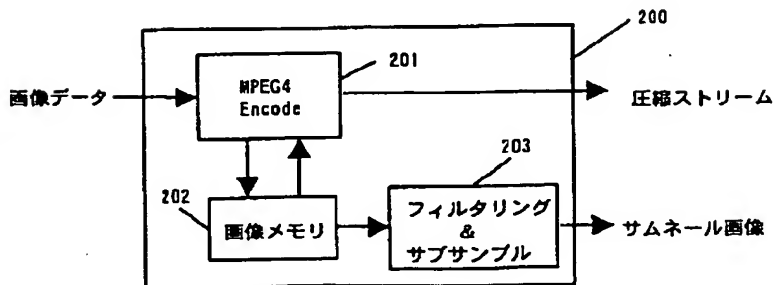 200
201
画像データ
MPEG4
Encode
圧縮ストリーム
203
202
画像メモリ
フィルタリング
&
サブサンプル
サムネール画像